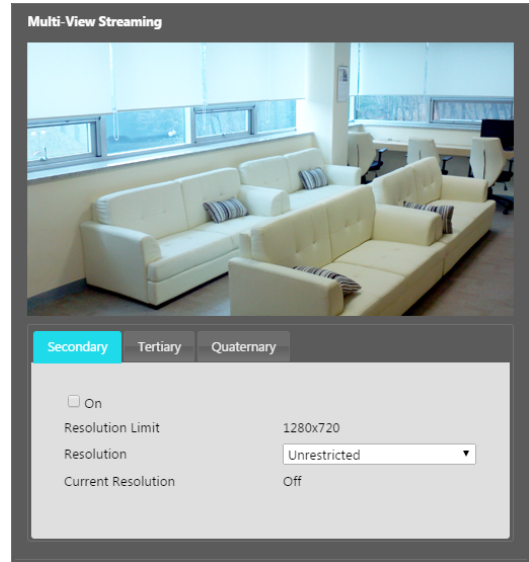 Multi-View Streaming
Secondary Tertiary Quaternary
On
Resolution Limit 1280x720
Resolution Unrestricted
Current Resolution Off